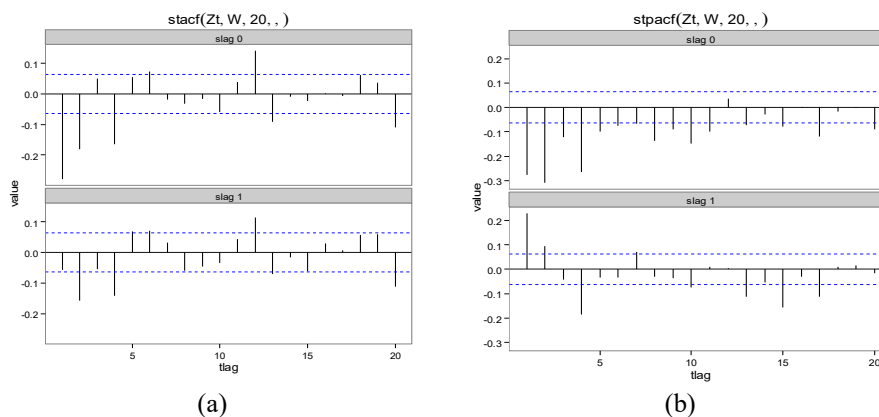 stacf(Zt, W, 20, , )
slag 0
0.1
0.0
-0.1
-0.2
slag 1
0.1
0.0
-0.1
-0.2
value
5
10
15
20
tlag
(a)
stpacf(Zt, W, 20, , )
slag 0
0.2
0.1
0.0
-0.1
-0.2
-0.3
slag 1
0.2
0.1
0.0
-0.1
-0.2
-0.3
value
5
10
15
20
tlag
(b)